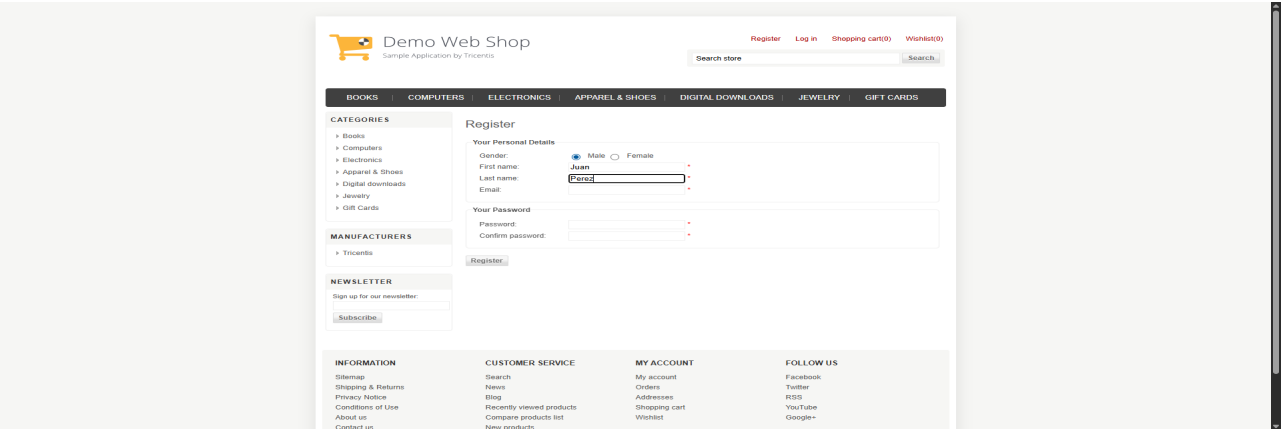 Demo Web Shop
Sample Application by Tricentis
Register Log in Shopping cart(0) Wishlist(0)
Search store Search
BOOKS | COMPUTERS | ELECTRONICS | APPAREL & SHOES | DIGITAL DOWNLOADS | JEWELRY | GIFT CARDS
CATEGORIES
Books
Computers
Electronics
Apparel & Shoes
Digital downloads
Jewelry
Gift Cards
MANUFACTURERS
Tricentis
NEWSLETTER
Sign up for our newsletter:
Subscribe
Register
Your Personal Details
Gender: Male Female
First name: Juan *
Last name: Perez *
Email: *
Your Password
Password: *
Confirm password: *
Register
INFORMATION
Sitemap
Shipping & Returns
Privacy Notice
Conditions of Use
About us
Contact us
CUSTOMER SERVICE
Search
News
Blog
Recently viewed products
Compare products list
New products
MY ACCOUNT
My account
Orders
Addresses
Shopping cart
Wishlist
FOLLOW US
Facebook
Twitter
RSS
YouTube
Google+